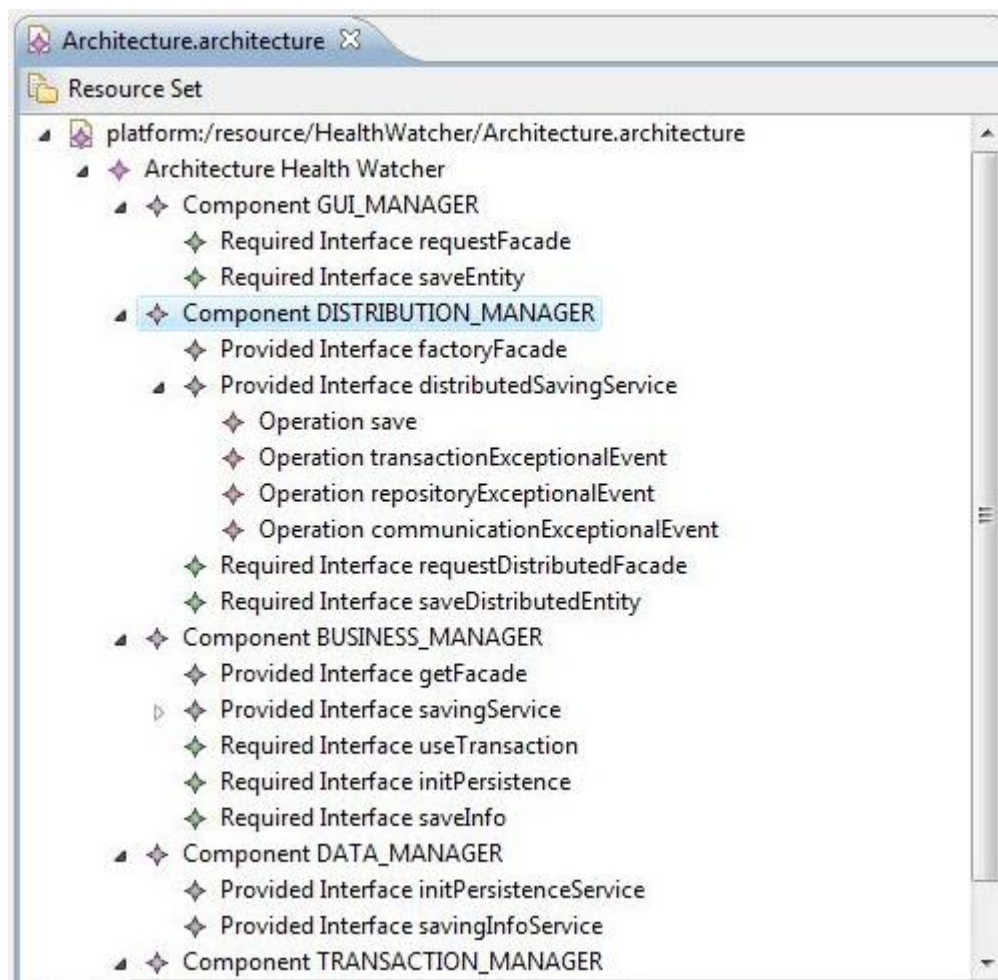 Architecture.architecture
Resource Set
platform:/resource/HealthWatcher/Architecture.architecture
Architecture Health Watcher
Component GUI_MANAGER
Required Interface requestFacade
Required Interface saveEntity
Component DISTRIBUTION_MANAGER
Provided Interface factoryFacade
Provided Interface distributedSavingService
Operation save
Operation transactionExceptionalEvent
Operation repositoryExceptionalEvent
Operation communicationExceptionalEvent
Required Interface requestDistributedFacade
Required Interface saveDistributedEntity
Component BUSINESS_MANAGER
Provided Interface getFacade
Provided Interface savingService
Required Interface useTransaction
Required Interface initPersistence
Required Interface saveInfo
Component DATA_MANAGER
Provided Interface initPersistenceService
Provided Interface savingInfoService
Component TRANSACTION_MANAGER